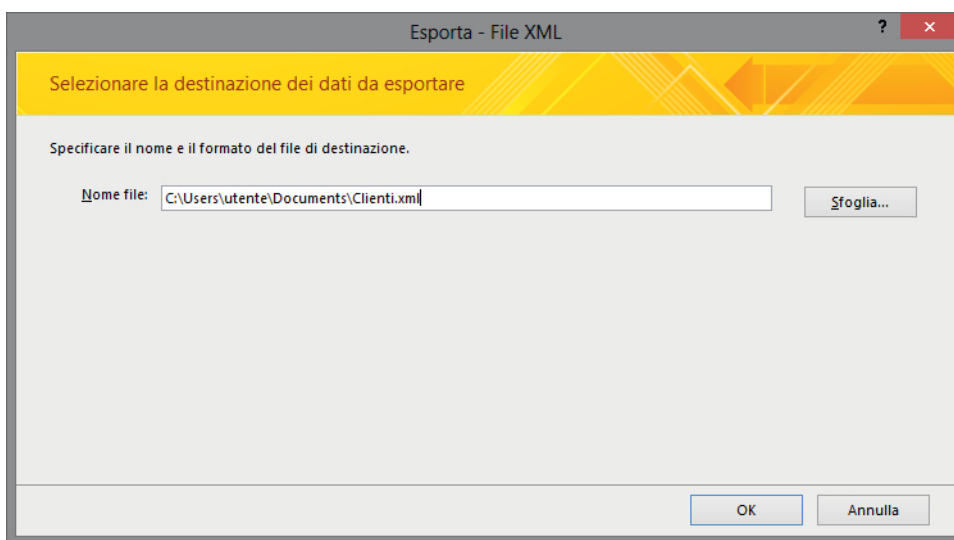 Esporta - File XML
?
Selezionare la destinazione dei dati da esportare
Specificare il nome e il formato del file di destinazione.
Nome file: C:\Users\utente\Documents\Clienti.xml Sfoglia...
OK Annulla